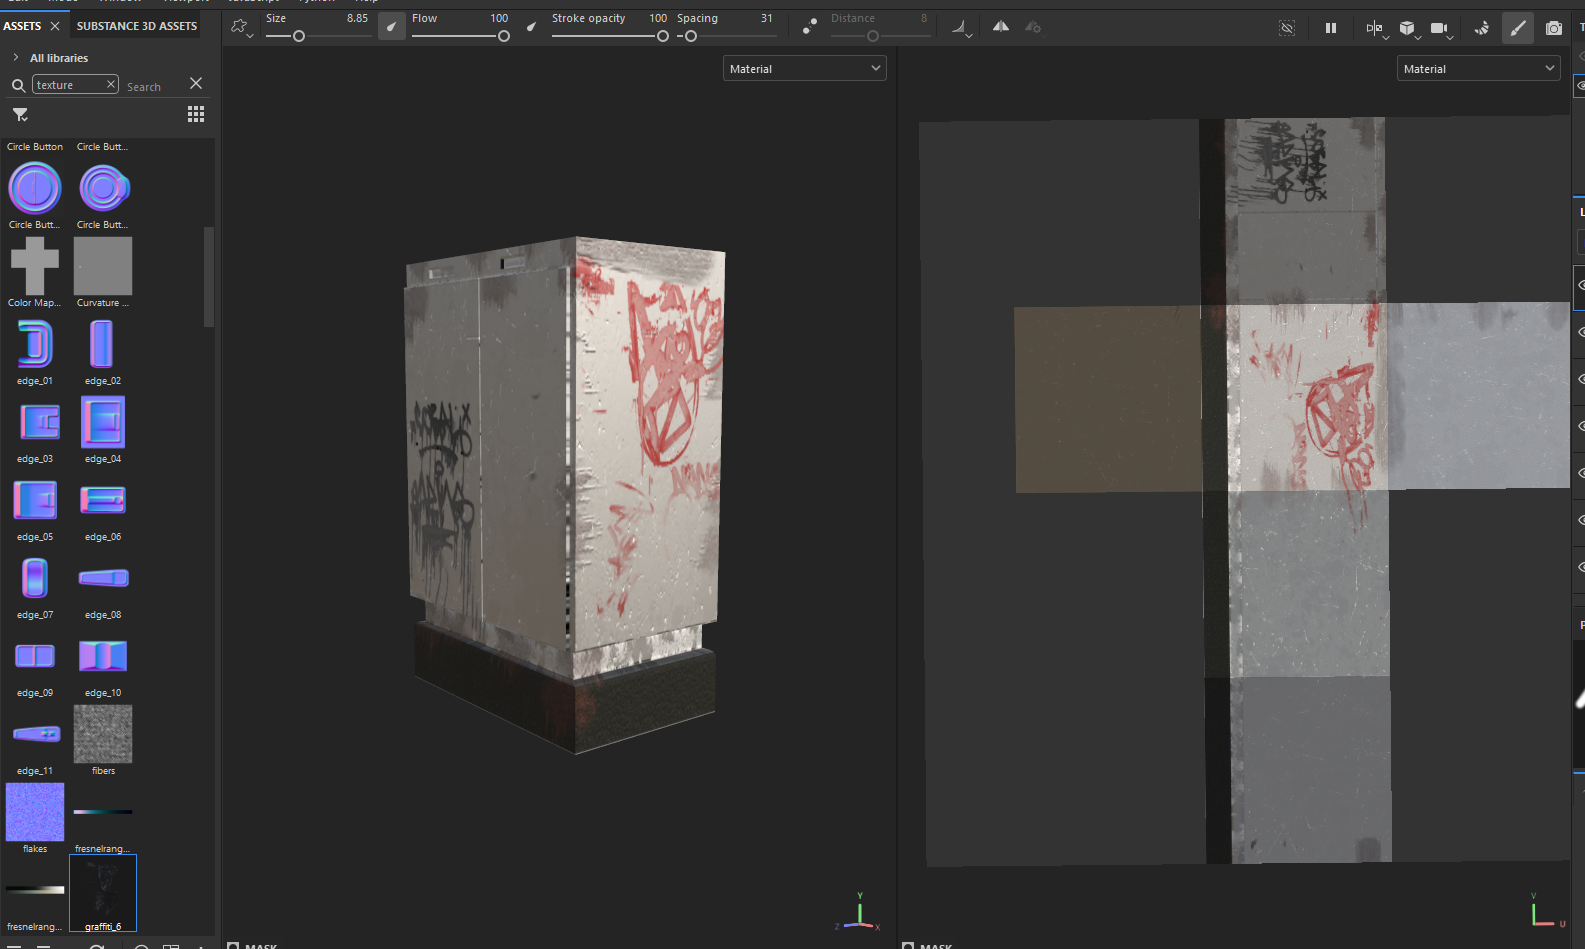 ASSETS
SUBSTANCE 3D ASSETS
Size 8.85
Flow 100
Stroke opacity 100
Spacing 31
Distance 8
All libraries
texture
Search
Material
Material
Circle Button
Circle Butt...
Circle Butt...
Circle Butt...
Color Map...
Curvature ...
edge_01
edge_02
edge_03
edge_04
edge_05
edge_06
edge_07
edge_08
edge_09
edge_10
edge_11
fibers
flakes
fresnelrang...
fresnelrang...
graffiti_6
Y
Z
X
V
U
MASK
MASK